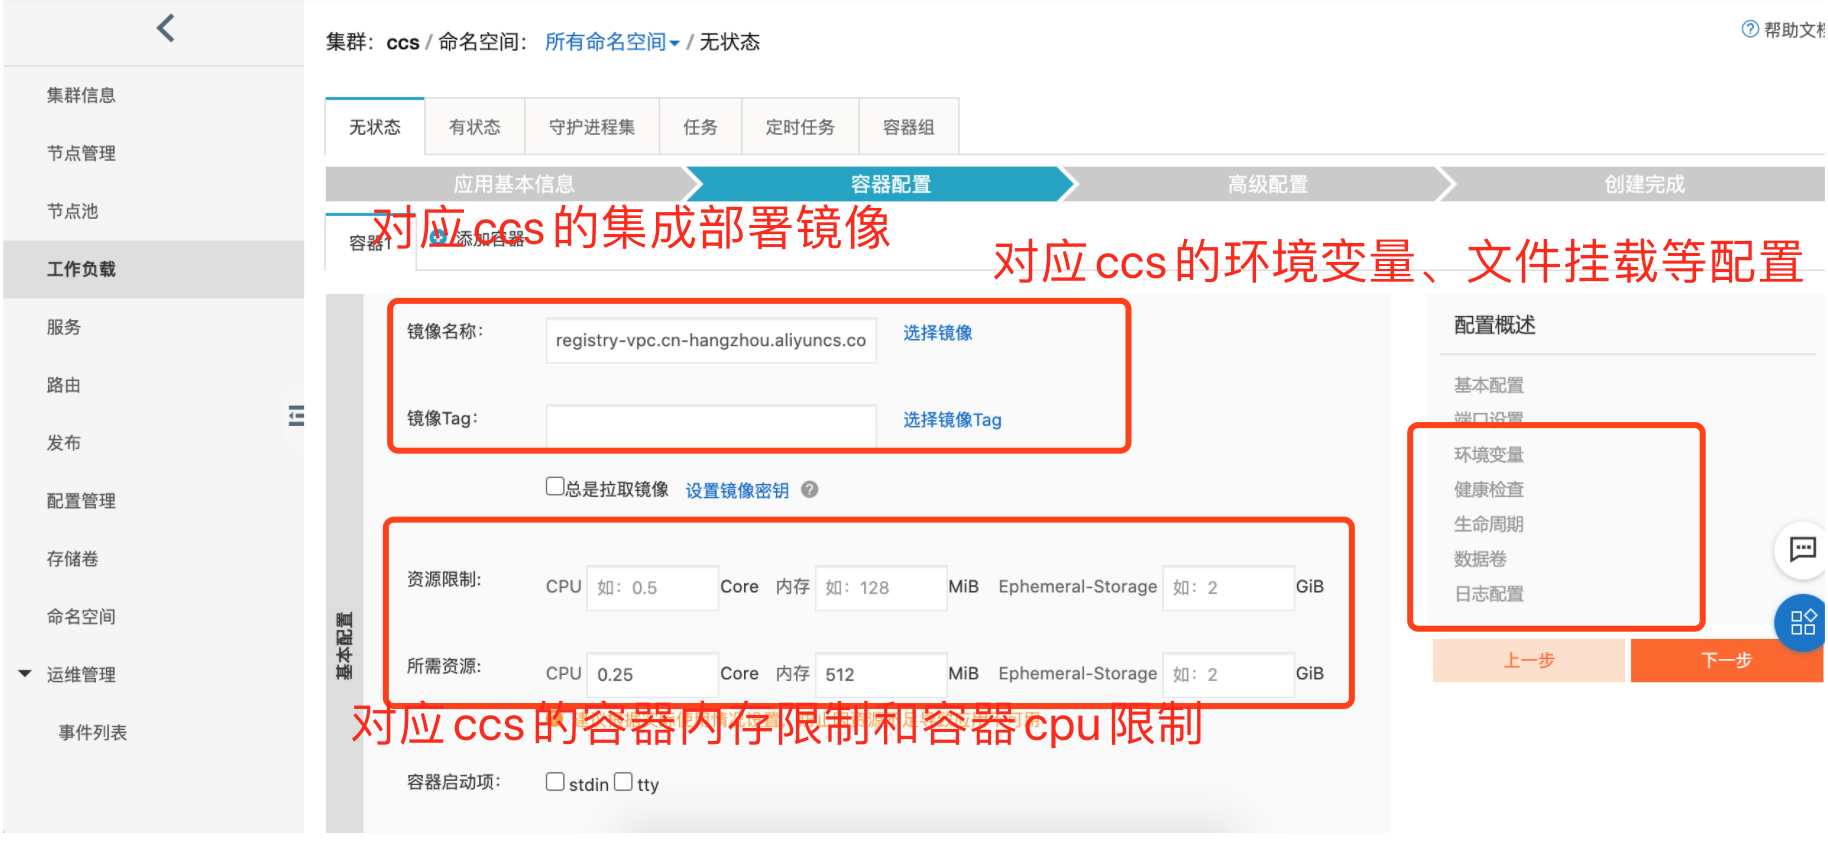 集群：ccs / 命名空间： 所有命名空间 / 无状态
帮助文档
集群信息
节点管理
节点池
工作负载
服务
路由
发布
配置管理
存储卷
命名空间
运维管理
事件列表
无状态 有状态 守护进程集 任务 定时任务 容器组
应用基本信息 容器配置 高级配置 创建完成
对应ccs的集成部署镜像
容器1 添加容器
对应ccs的环境变量、文件挂载等配置
镜像名称： registry-vpc.cn-hangzhou.aliyuncs.co 选择镜像
镜像Tag： 选择镜像Tag
总是拉取镜像 设置镜像密钥 ?
基本配置
资源限制： CPU 如：0.5 Core 内存 如：128 MiB Ephemeral-Storage 如：2 GiB
所需资源： CPU 0.25 Core 内存 512 MiB Ephemeral-Storage 如：2 GiB
对应ccs的容器内存限制和容器cpu限制
容器启动项： stdin tty
配置概述
基本配置
端口设置
环境变量
健康检查
生命周期
数据卷
日志配置
上一步 下一步